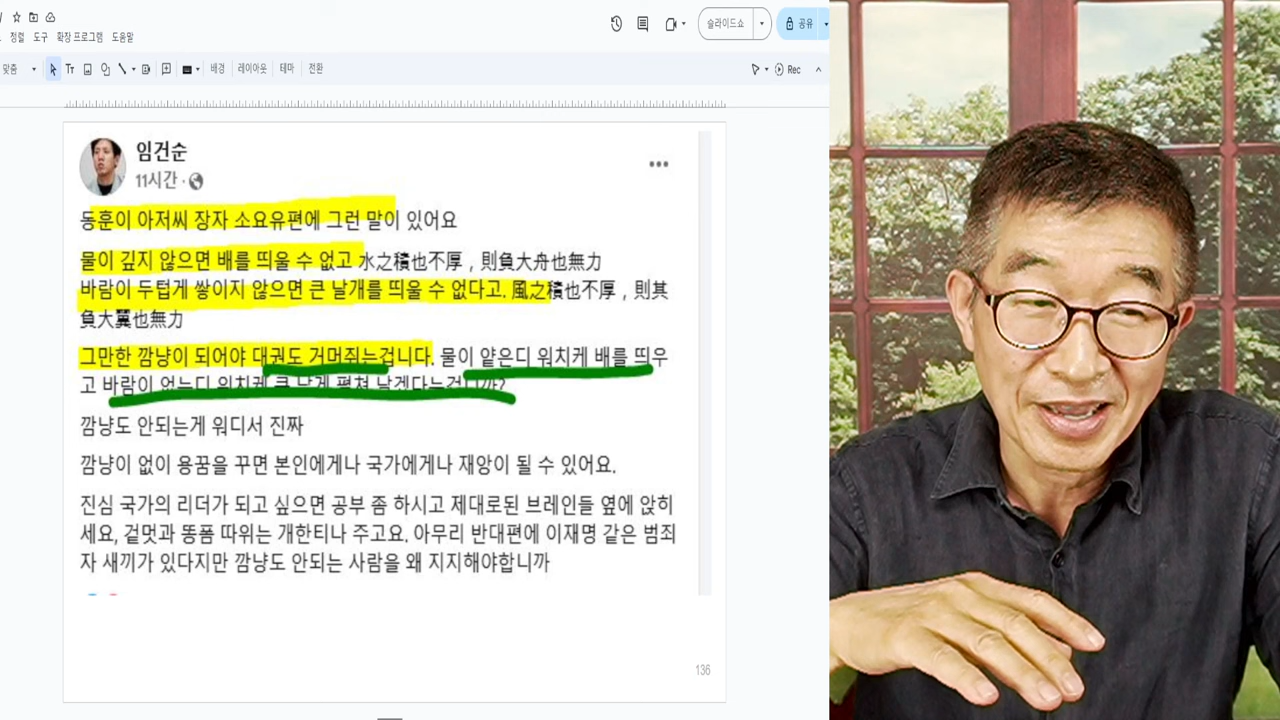 정렬 도구 확장 프로그램 도움말
슬라이드쇼
공유
맞춤
Tr
배경 레이아웃 테마 전환
Rec
임건순
11시간
동훈이 아저씨 장자 소요유편에 그런 말이 있어요
물이 깊지 않으면 배를 띄울 수 없고 水之積也不厚, 則負大舟也無力
바람이 두텁게 쌓이지 않으면 큰 날개를 띄울 수 없다고. 風之積也不厚, 則其
負大翼也無力
그만한 깜냥이 되어야 대권도 거머쥐는겁니다. 물이 얕은디 워치케 배를 띄우
고 바람이 없는디 워치케 큰 날개 펼쳐 날겠다는겁니까?
깜냥도 안되는게 워디서 진짜
깜냥이 없이 용꿈을 꾸면 본인에게나 국가에게나 재앙이 될 수 있어요.
진심 국가의 리더가 되고 싶으면 공부 좀 하시고 제대로된 브레인들 옆에 앉히
세요, 겉멋과 똥폼 따위는 개한티나 주고요. 아무리 반대편에 이재명 같은 범죄
자 새끼가 있다지만 깜냥도 안되는 사람을 왜 지지해야합니까
136